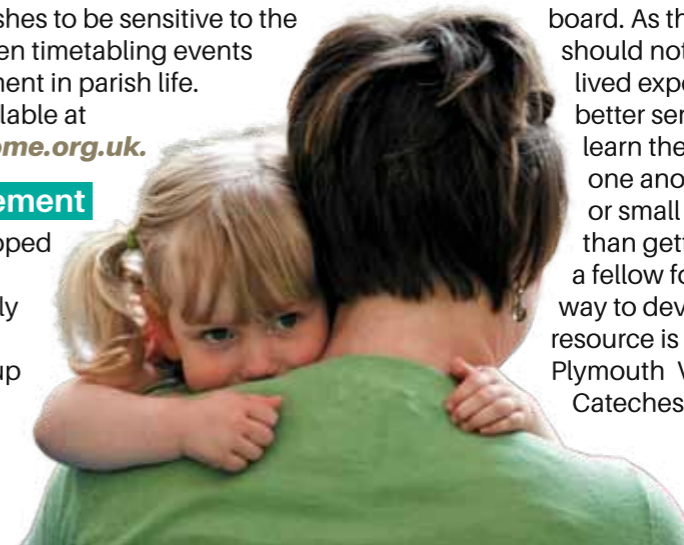 shes to be sensitive to the
en timetabling events
ment in parish life.
lable at
ome.org.uk.
ement
pped
ly
up
board. As th
should not
lived expe
better ser
learn the
one ano
or small
than gett
a fellow fo
way to dev
resource is
Plymouth V
Cateches